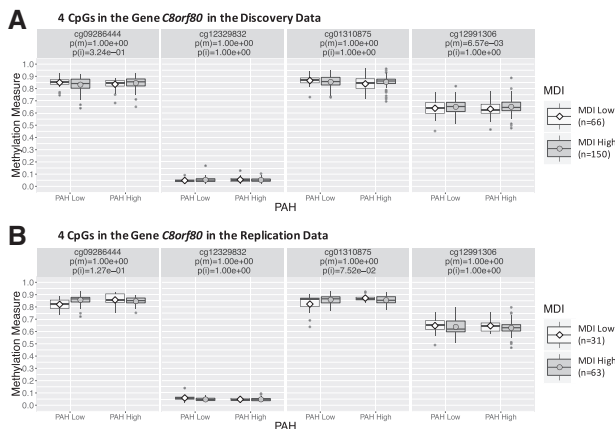 A
4 CpGs in the Gene C8orf80 in the Discovery Data
cg09286444 cg12329832 cg01310875 cg12991306
p(m)=1.00e+00 p(m)=1.00e+00 p(m)=1.00e+00 p(m)=6.57e−03
p(i)=3.24e−01 p(i)=1.00e+00 p(i)=1.00e+00 p(i)=1.00e+00
Methylation Measure
1.0
0.9
0.8
0.7
0.6
0.5
0.4
0.3
0.2
0.1
0.0
PAH Low PAH High PAH Low PAH High PAH Low PAH High PAH Low PAH High
PAH
MDI
MDI Low
(n=66)
MDI High
(n=150)
B
4 CpGs in the Gene C8orf80 in the Replication Data
cg09286444 cg12329832 cg01310875 cg12991306
p(m)=1.00e+00 p(m)=1.00e+00 p(m)=1.00e+00 p(m)=1.00e+00
p(i)=1.27e−01 p(i)=1.00e+00 p(i)=7.52e−02 p(i)=1.00e+00
Methylation Measure
1.0
0.9
0.8
0.7
0.6
0.5
0.4
0.3
0.2
0.1
0.0
PAH Low PAH High PAH Low PAH High PAH Low PAH High PAH Low PAH High
PAH
MDI
MDI Low
(n=31)
MDI High
(n=63)